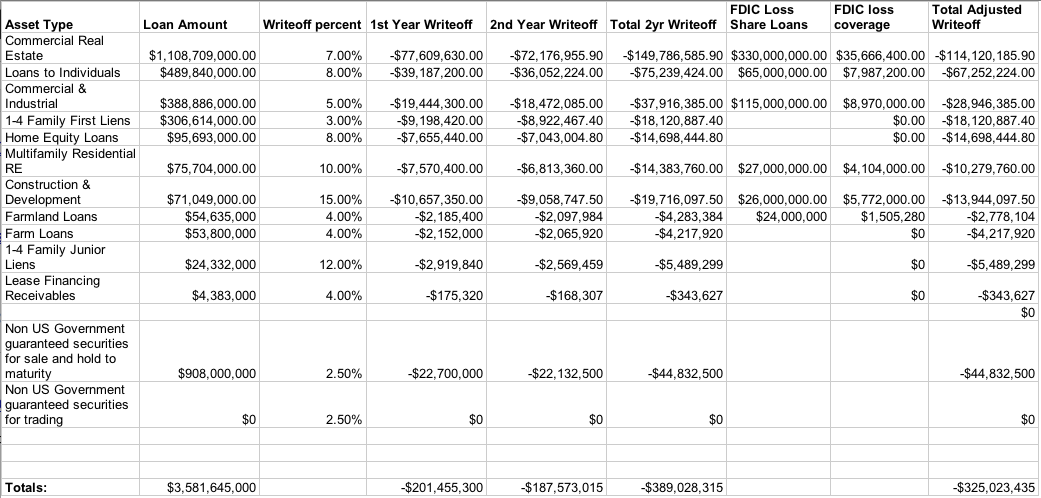 Asset Type Loan Amount Writeoff percent 1st Year Writeoff 2nd Year Writeoff Total 2yr Writeoff FDIC Loss Share Loans FDIC loss coverage Total Adjusted Writeoff
Commercial Real Estate $1,108,709,000.00 7.00% -$77,609,630.00 -$72,176,955.90 -$149,786,585.90 $330,000,000.00 $35,666,400.00 -$114,120,185.90
Loans to Individuals $489,840,000.00 8.00% -$39,187,200.00 -$36,052,224.00 -$75,239,424.00 $65,000,000.00 $7,987,200.00 -$67,252,224.00
Commercial & Industrial $388,886,000.00 5.00% -$19,444,300.00 -$18,472,085.00 -$37,916,385.00 $115,000,000.00 $8,970,000.00 -$28,946,385.00
1-4 Family First Liens $306,614,000.00 3.00% -$9,198,420.00 -$8,922,467.40 -$18,120,887.40 $0.00 -$18,120,887.40
Home Equity Loans $95,693,000.00 8.00% -$7,655,440.00 -$7,043,004.80 -$14,698,444.80 $0.00 -$14,698,444.80
Multifamily Residential RE $75,704,000.00 10.00% -$7,570,400.00 -$6,813,360.00 -$14,383,760.00 $27,000,000.00 $4,104,000.00 -$10,279,760.00
Construction & Development $71,049,000.00 15.00% -$10,657,350.00 -$9,058,747.50 -$19,716,097.50 $26,000,000.00 $5,772,000.00 -$13,944,097.50
Farmland Loans $54,635,000 4.00% -$2,185,400 -$2,097,984 -$4,283,384 $24,000,000 $1,505,280 -$2,778,104
Farm Loans $53,800,000 4.00% -$2,152,000 -$2,065,920 -$4,217,920 $0 -$4,217,920
1-4 Family Junior Liens $24,332,000 12.00% -$2,919,840 -$2,569,459 -$5,489,299 $0 -$5,489,299
Lease Financing Receivables $4,383,000 4.00% -$175,320 -$168,307 -$343,627 $0 -$343,627
$0
Non US Government guaranteed securities for sale and hold to maturity $908,000,000 2.50% -$22,700,000 -$22,132,500 -$44,832,500 -$44,832,500
Non US Government guaranteed securities for trading $0 2.50% $0 $0 $0 $0
Totals: $3,581,645,000 -$201,455,300 -$187,573,015 -$389,028,315 -$325,023,435